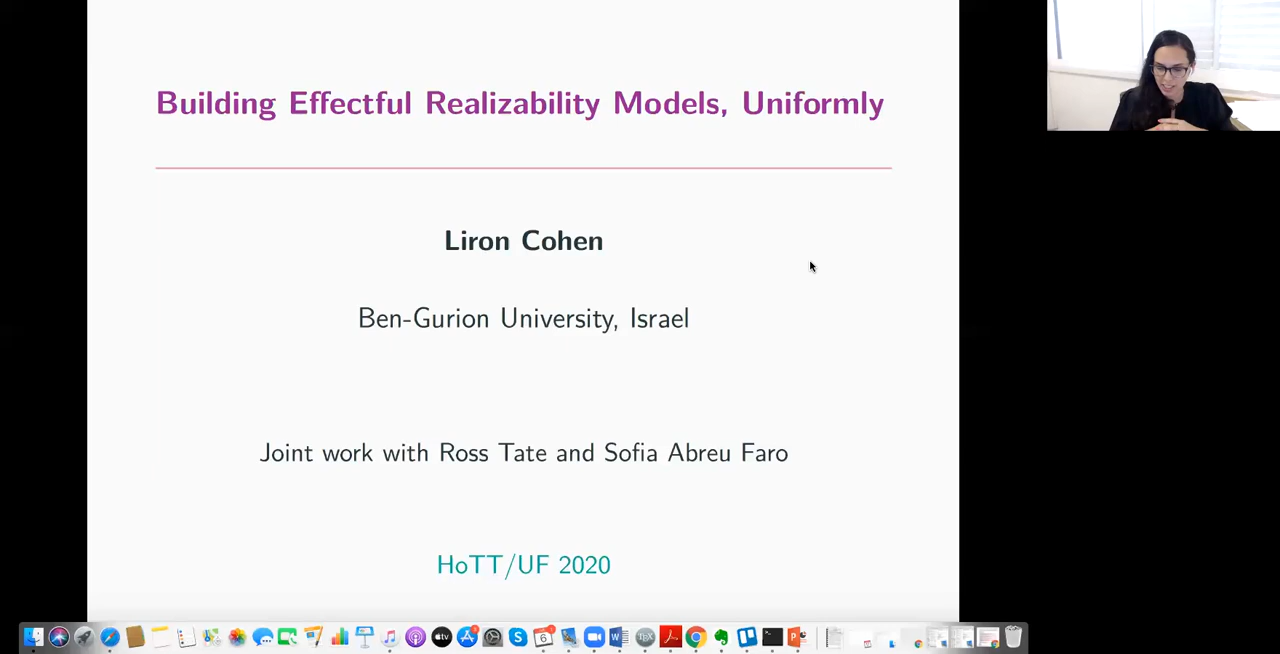 Building Effectful Realizability Models, Uniformly
Liron Cohen
Ben-Gurion University, Israel
Joint work with Ross Tate and Sofia Abreu Faro
HoTT/UF 2020